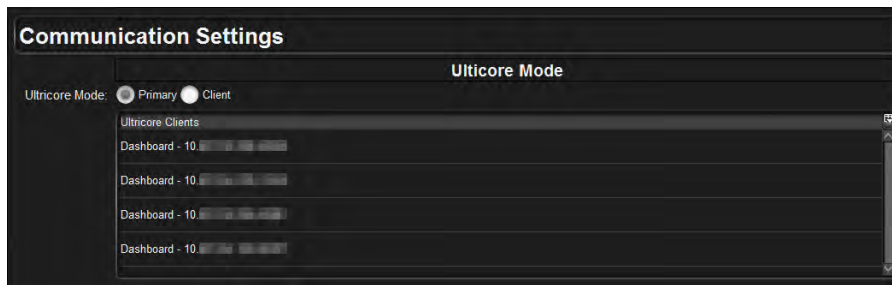 Communication Settings
Ulticore Mode
Ultricore Mode: Primary Client
Ultricore Clients
Dashboard - 10.
Dashboard - 10.
Dashboard - 10.
Dashboard - 10.